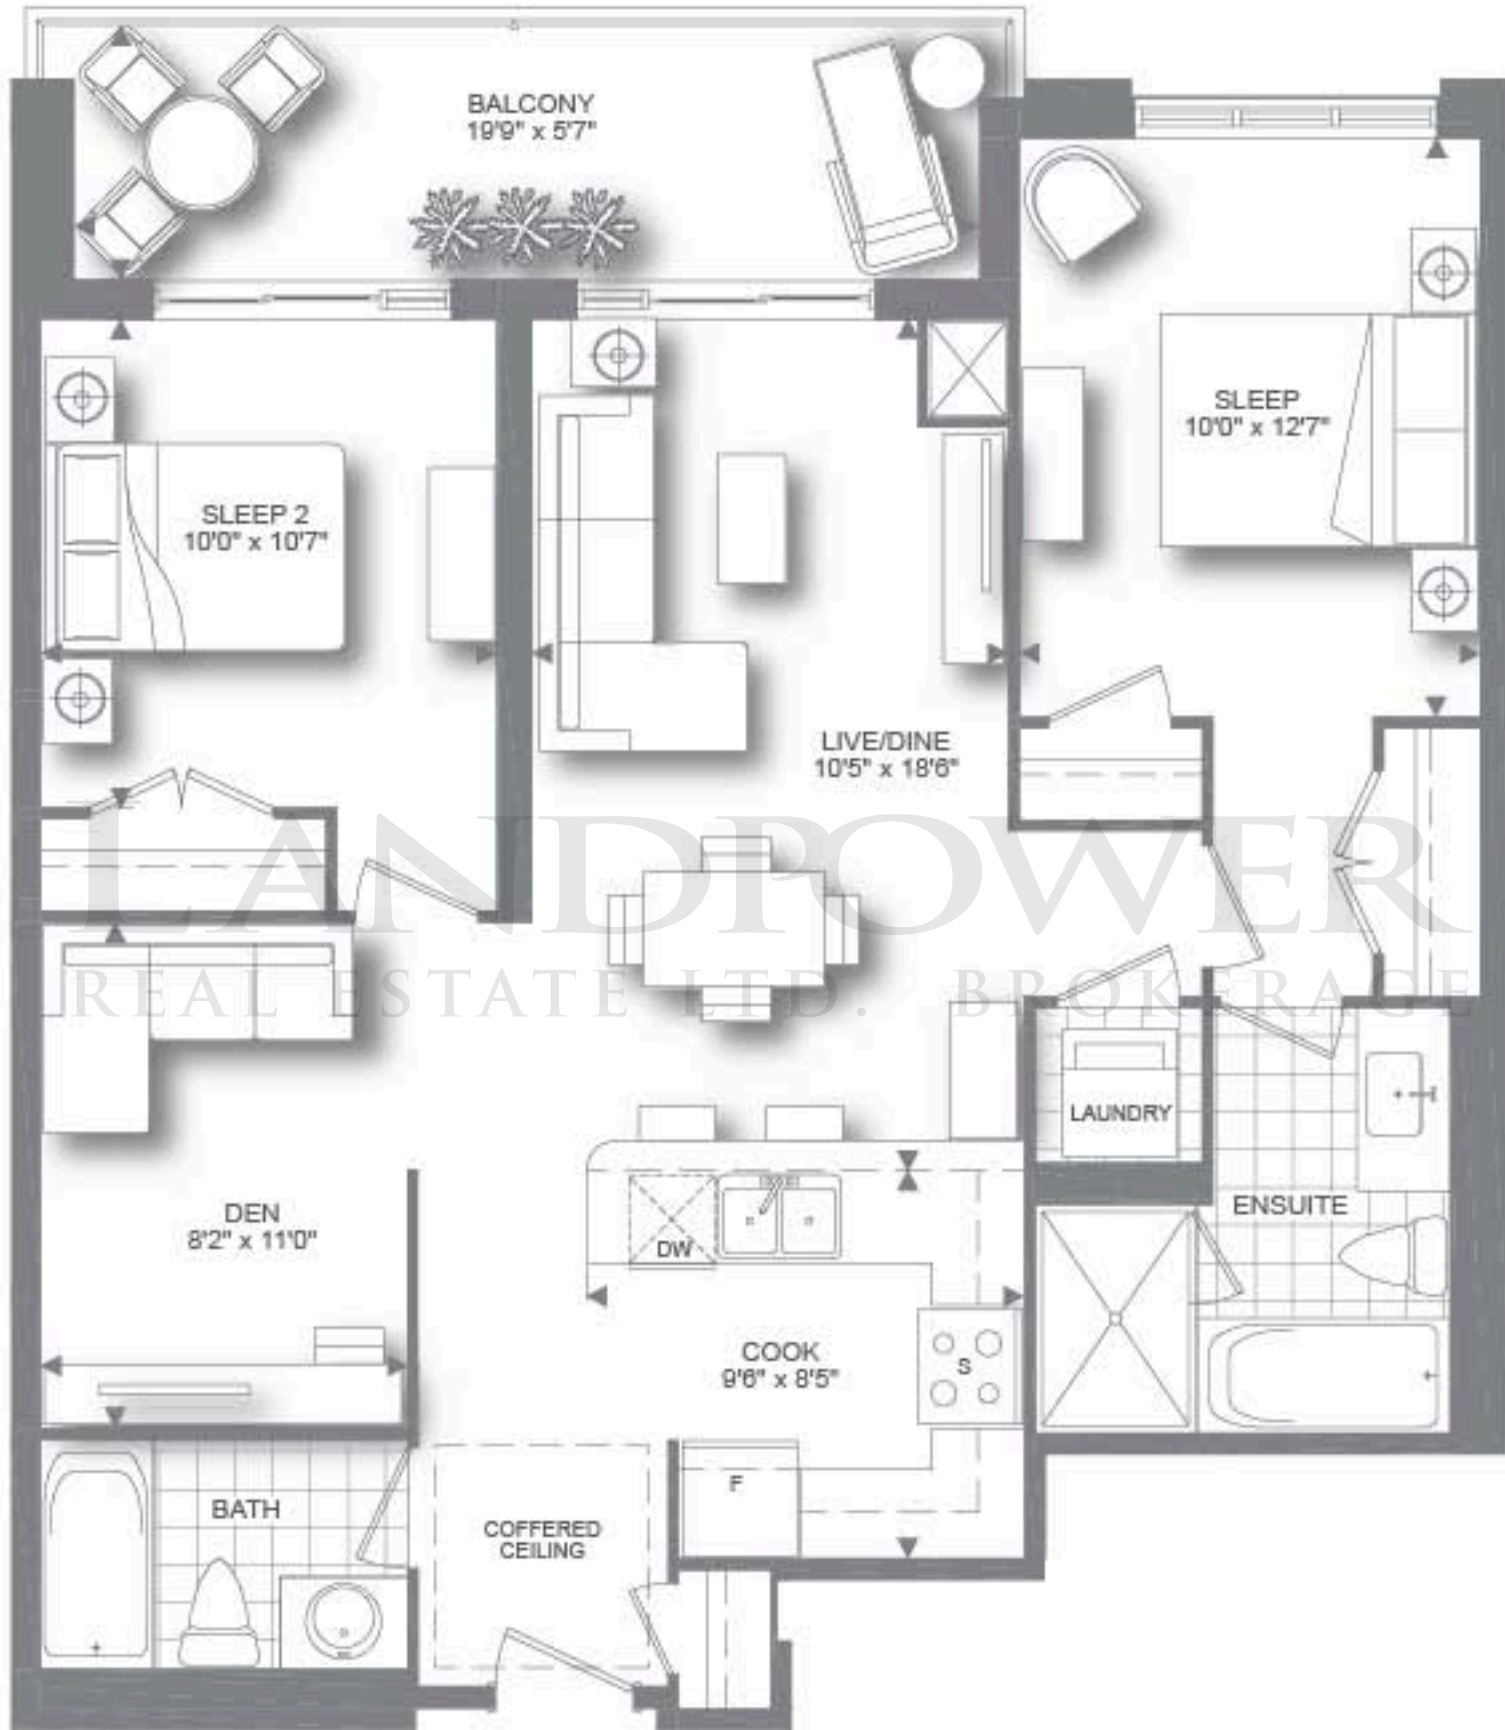 BALCONY
19'9" x 5'7"
SLEEP
10'0" x 12'7"
SLEEP 2
10'0" x 10'7"
LIVE/DINE
10'5" x 18'6"
LANDPOWER
REAL ESTATE LTD. BROKERAGE
LAUNDRY
ENSUITE
DEN
8'2" x 11'0"
DW
COOK
9'6" x 8'5"
S
F
BATH
COFFERED
CEILING